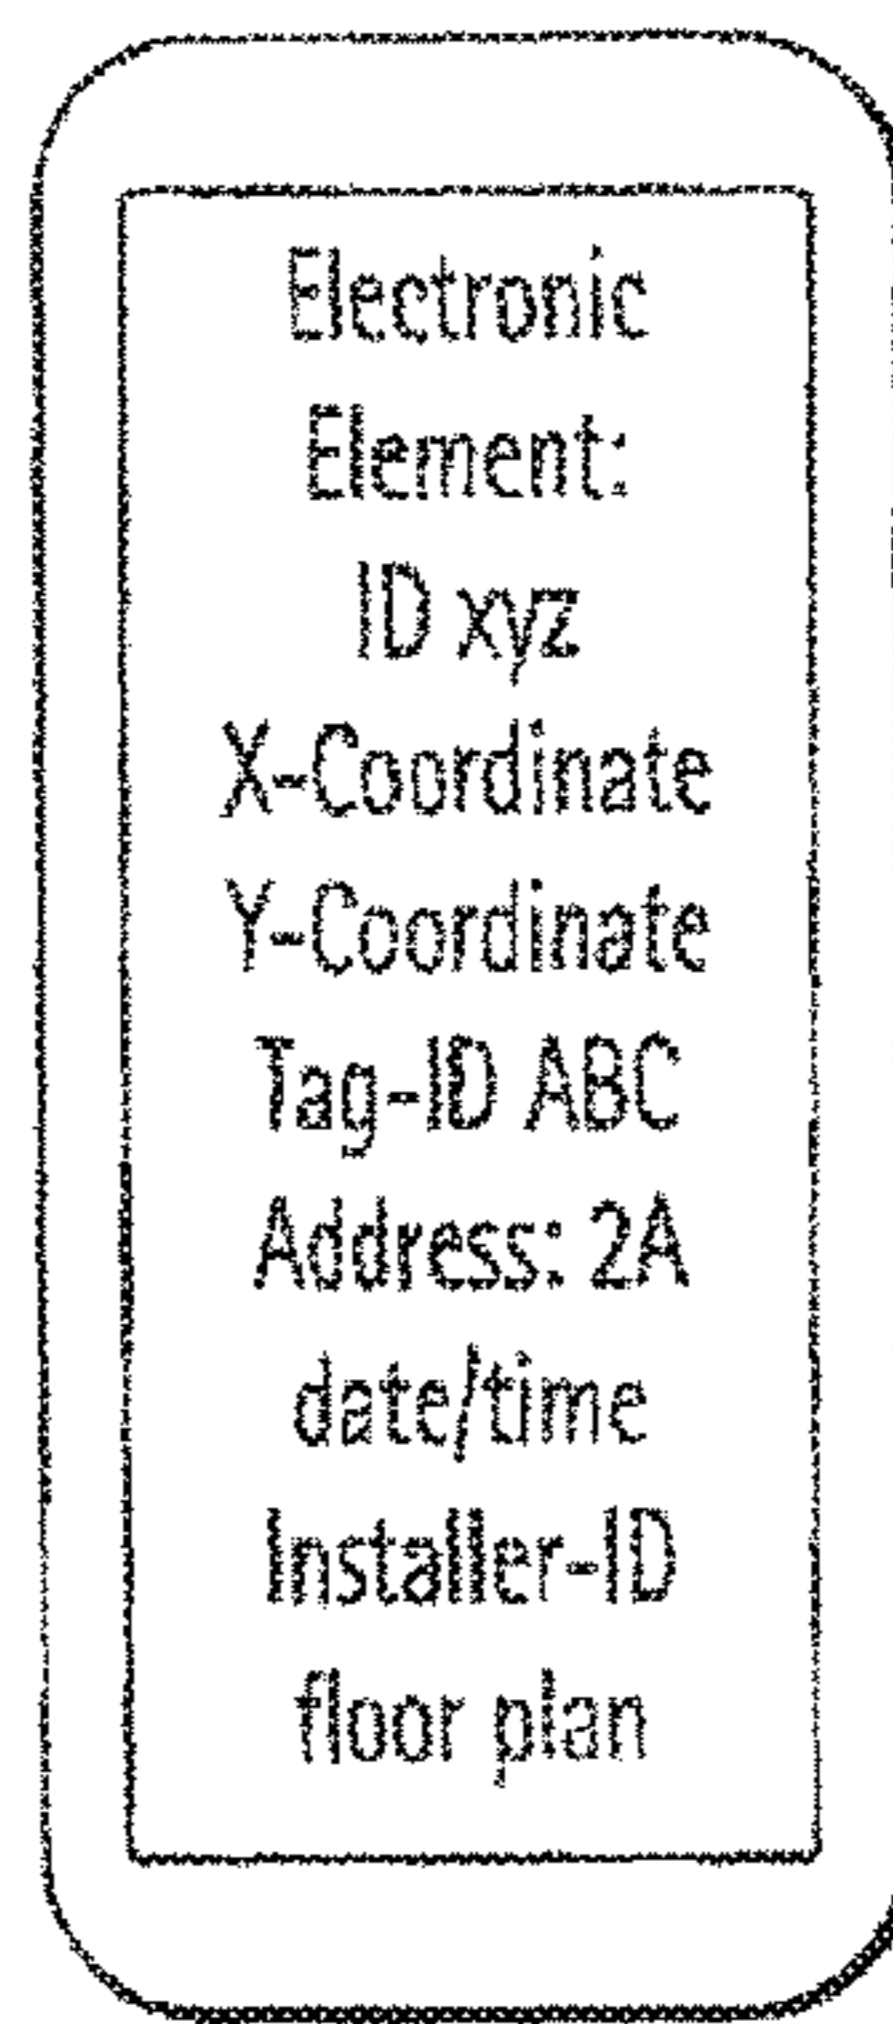 Electronic
Element:
ID xyz
X-Coordinate
Y-Coordinate
Tag-ID ABC
Address: 2A
date/time
Installer-ID
floor plan